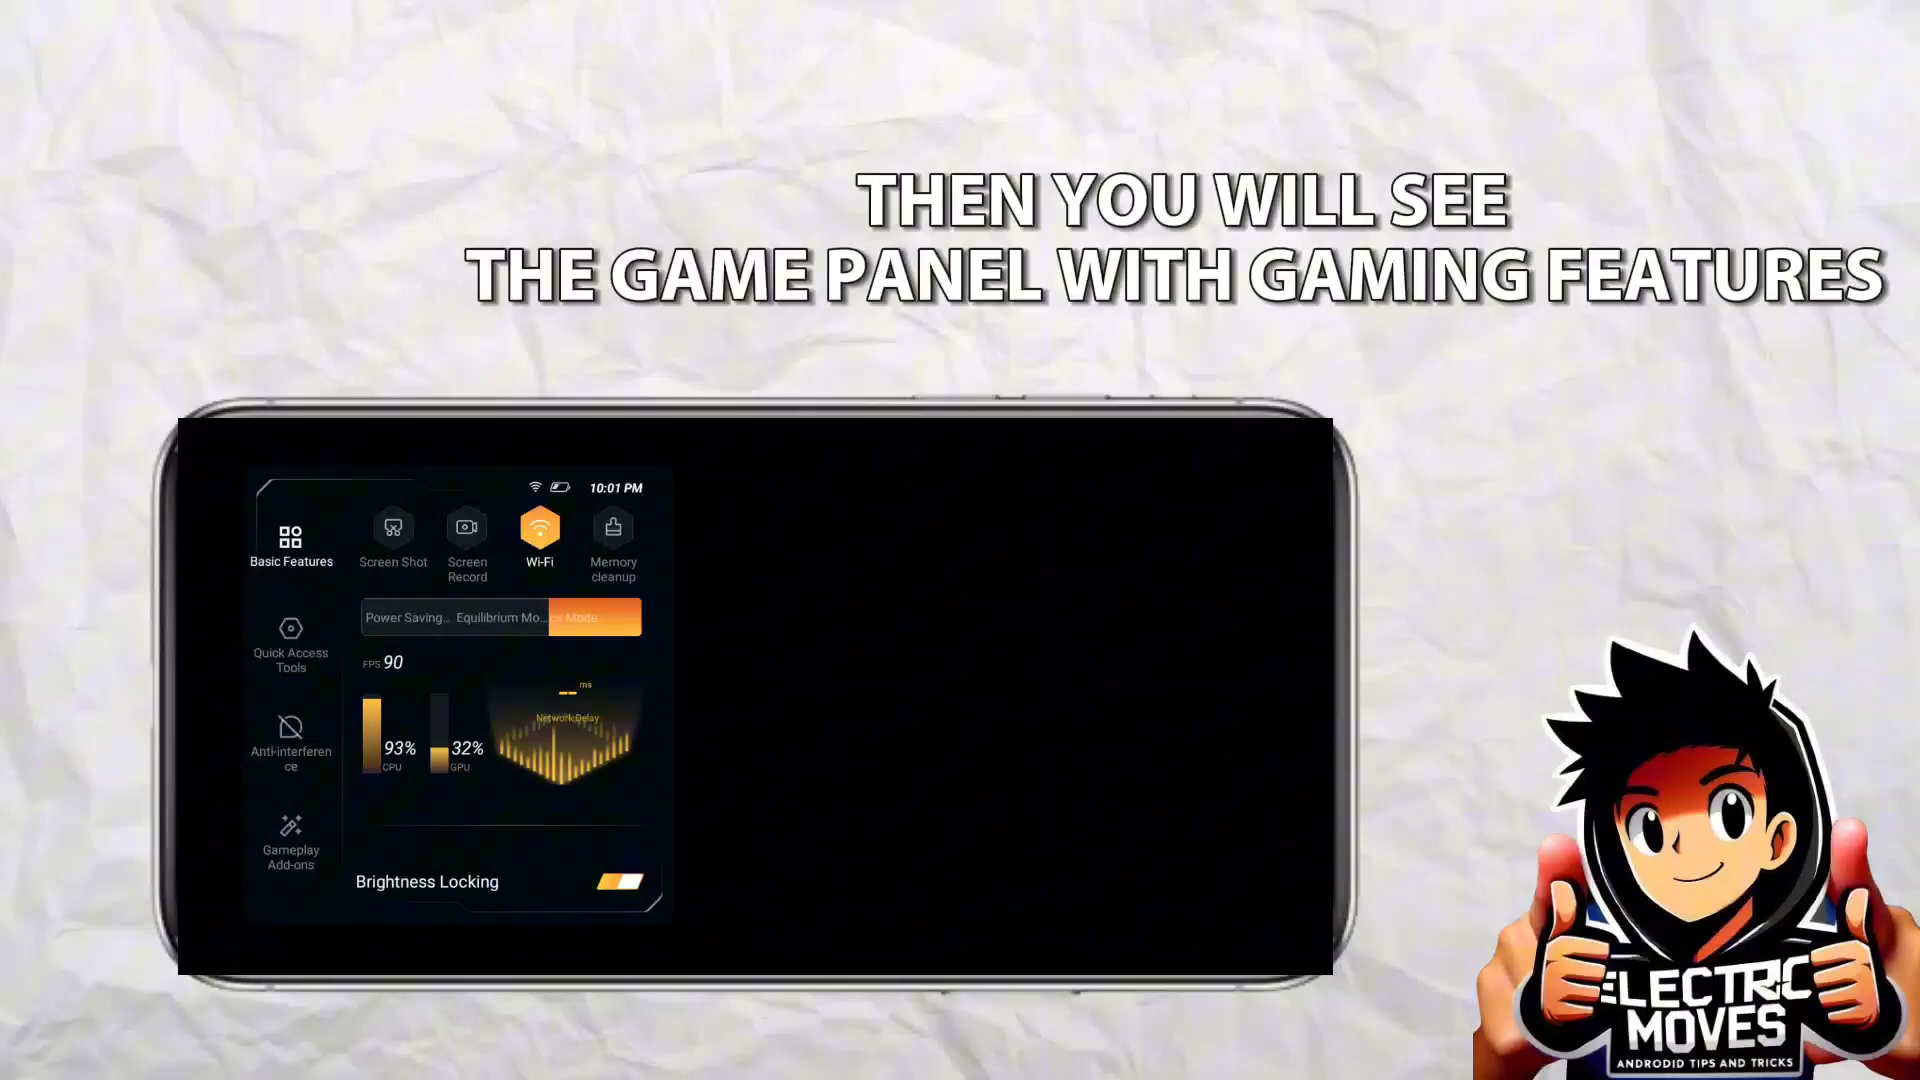 THEN YOU WILL SEE
THE GAME PANEL WITH GAMING FEATURES
10:01 PM
Basic Features
Screen Shot
Screen
Record
Wi-Fi
Memory
cleanup
Power Saving... Equilibrium Mo... Mode
Quick Access
Tools
FPS 90
ms
Network Delay
Anti-interferen
ce
93%
CPU
32%
GPU
Gameplay
Add-ons
Brightness Locking
ELECTRIC
MOVES
ANDRODID TIPS AND TRICKS